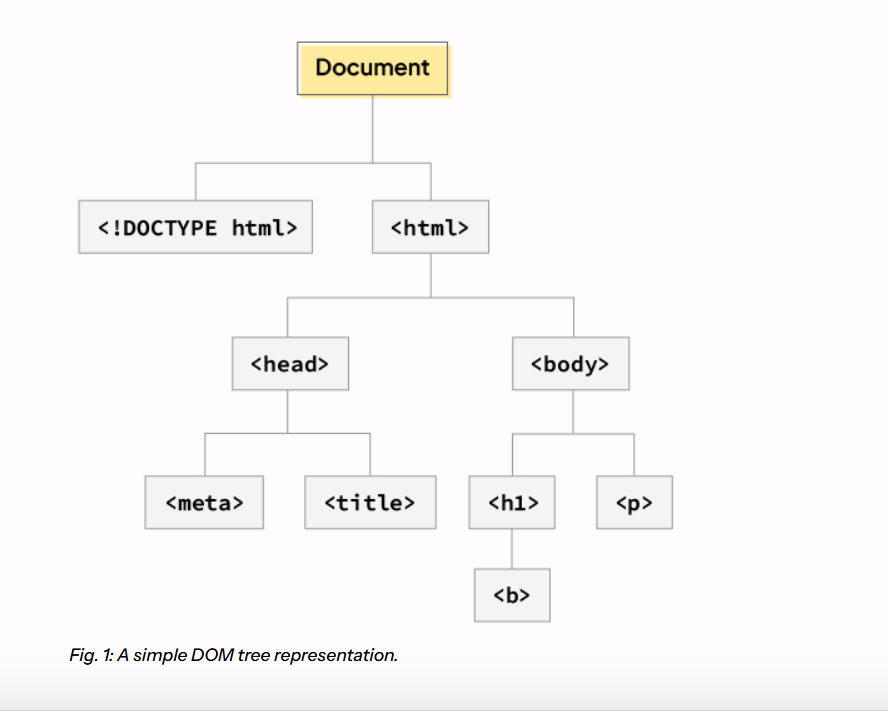 Document
<!DOCTYPE html>
<html>
<head>
<body>
<meta>
<title>
<h1>
<p>
<b>
Fig. 1: A simple DOM tree representation.